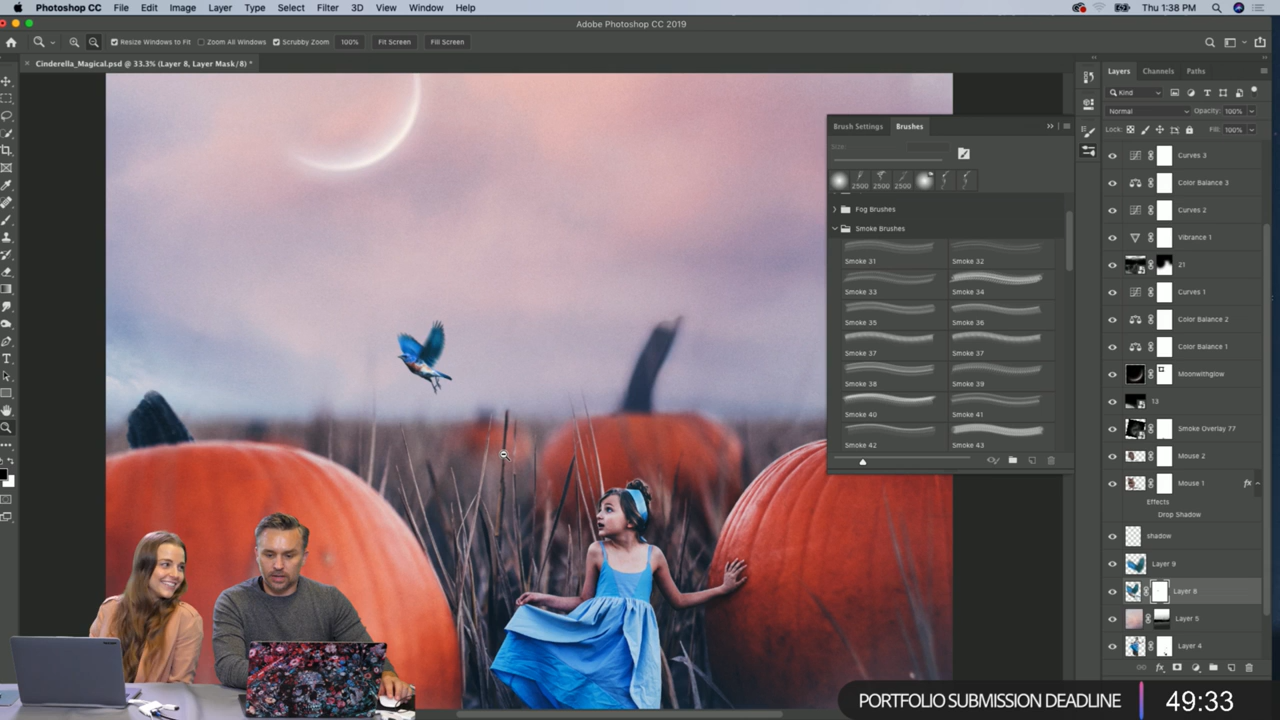 Photoshop CC File Edit Image Layer Type Select Filter 3D View Window Help
Thu 1:38 PM
Adobe Photoshop CC 2019
Resize Windows to Fit Zoom All Windows Scrubby Zoom 100% Fit Screen Fill Screen
Cinderella_Magical.psd @ 33.3% (Layer 8, Layer Mask/8) *
Brush Settings Brushes
Size:
2500 2500 2500
Fog Brushes
Smoke Brushes
Smoke 31 Smoke 32
Smoke 33 Smoke 34
Smoke 35 Smoke 36
Smoke 37 Smoke 37
Smoke 38 Smoke 39
Smoke 40 Smoke 41
Smoke 42 Smoke 43
Layers Channels Paths
Kind
Normal Opacity: 100%
Lock: Fill: 100%
Curves 3
Color Balance 3
Curves 2
Vibrance 1
21
Curves 1
Color Balance 2
Color Balance 1
Moonwithglow
13
Smoke Overlay 77
Mouse 2
Mouse 1 fx
Effects
Drop Shadow
shadow
Layer 9
Layer 8
Layer 5
Layer 4
fx
PORTFOLIO SUBMISSION DEADLINE 49:33